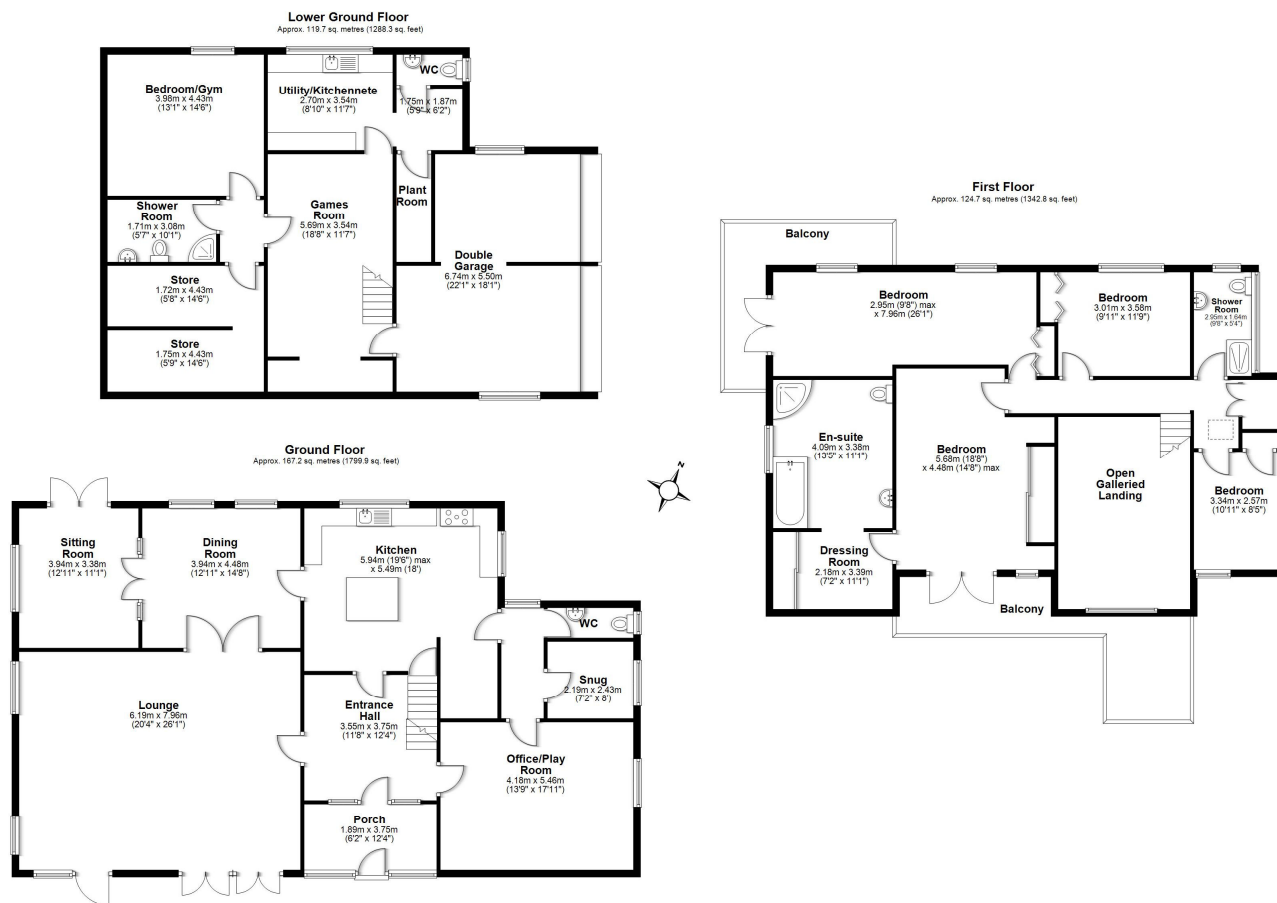 Lower Ground Floor
Approx. 119.7 sq. metres (1288.3 sq. feet)
Bedroom/Gym
3.98m x 4.43m
(13'1" x 14'6")
Utility/Kitchennete
2.70m x 3.54m
(8'10" x 11'7")
WC
1.75m x 1.87m
(5'9" x 6'2")
Shower
Room
1.71m x 3.08m
(5'7" x 10'1")
Games
Room
5.69m x 3.54m
(18'8" x 11'7")
Plant
Room
Double
Garage
6.74m x 5.50m
(22'1" x 18'1")
Store
1.72m x 4.43m
(5'8" x 14'6")
Store
1.75m x 4.43m
(5'9" x 14'6")
First Floor
Approx. 124.7 sq. metres (1342.8 sq. feet)
Balcony
Bedroom
2.95m (9'8") max
x 7.96m (26'1")
Bedroom
3.01m x 3.58m
(9'11" x 11'9")
Shower
Room
2.95m x 1.64m
(9'8" x 5'4")
En-suite
4.09m x 3.38m
(13'5" x 11'1")
Bedroom
5.68m (18'8")
x 4.48m (14'8") max
Open
Galleried
Landing
Bedroom
3.34m x 2.57m
(10'11" x 8'5")
Dressing
Room
2.18m x 3.39m
(7'2" x 11'1")
Balcony
Ground Floor
Approx. 167.2 sq. metres (1799.9 sq. feet)
N
Sitting
Room
3.94m x 3.38m
(12'11" x 11'1")
Dining
Room
3.94m x 4.48m
(12'11" x 14'8")
Kitchen
5.94m (19'6") max
x 5.49m (18')
WC
Snug
2.19m x 2.43m
(7'2" x 8')
Lounge
6.19m x 7.96m
(20'4" x 26'1")
Entrance
Hall
3.55m x 3.75m
(11'8" x 12'4")
Office/Play
Room
4.18m x 5.46m
(13'9" x 17'11")
Porch
1.89m x 3.75m
(6'2" x 12'4")